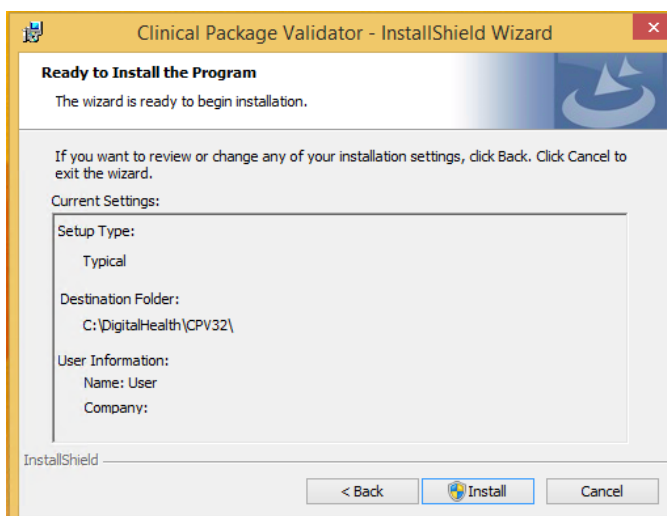 Clinical Package Validator - InstallShield Wizard
Ready to Install the Program
The wizard is ready to begin installation.
If you want to review or change any of your installation settings, click Back. Click Cancel to
exit the wizard.
Current Settings:
Setup Type:
Typical
Destination Folder:
C:\DigitalHealth\CPV32\
User Information:
Name: User
Company:
InstallShield
< Back
Install
Cancel